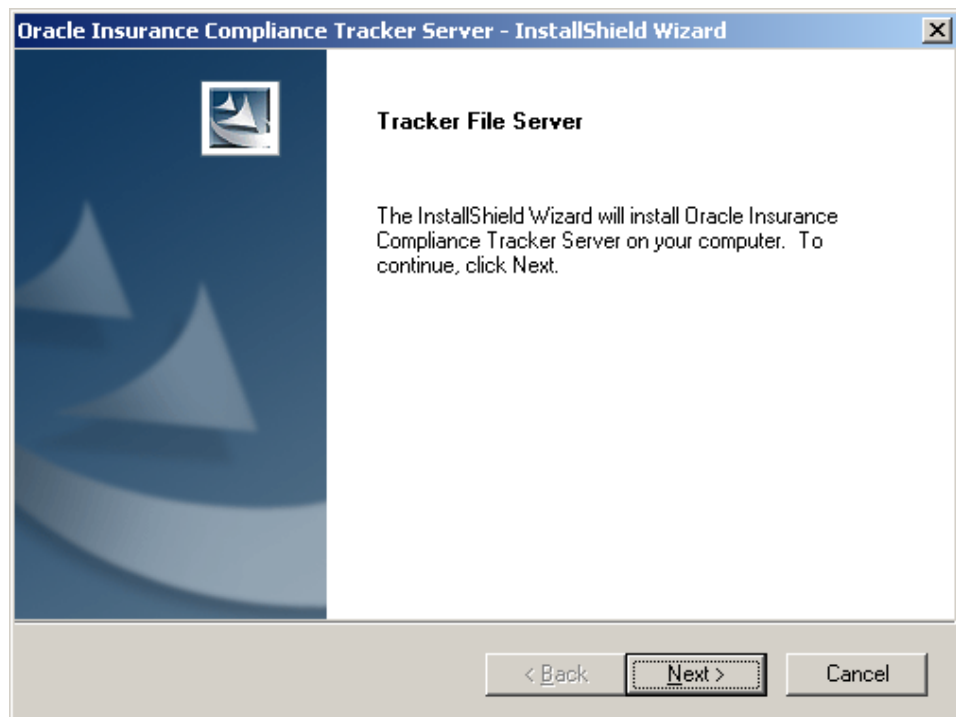 Oracle Insurance Compliance Tracker Server - InstallShield Wizard
Tracker File Server
The InstallShield Wizard will install Oracle Insurance
Compliance Tracker Server on your computer.  To
continue, click Next.
< Back
Next >
Cancel